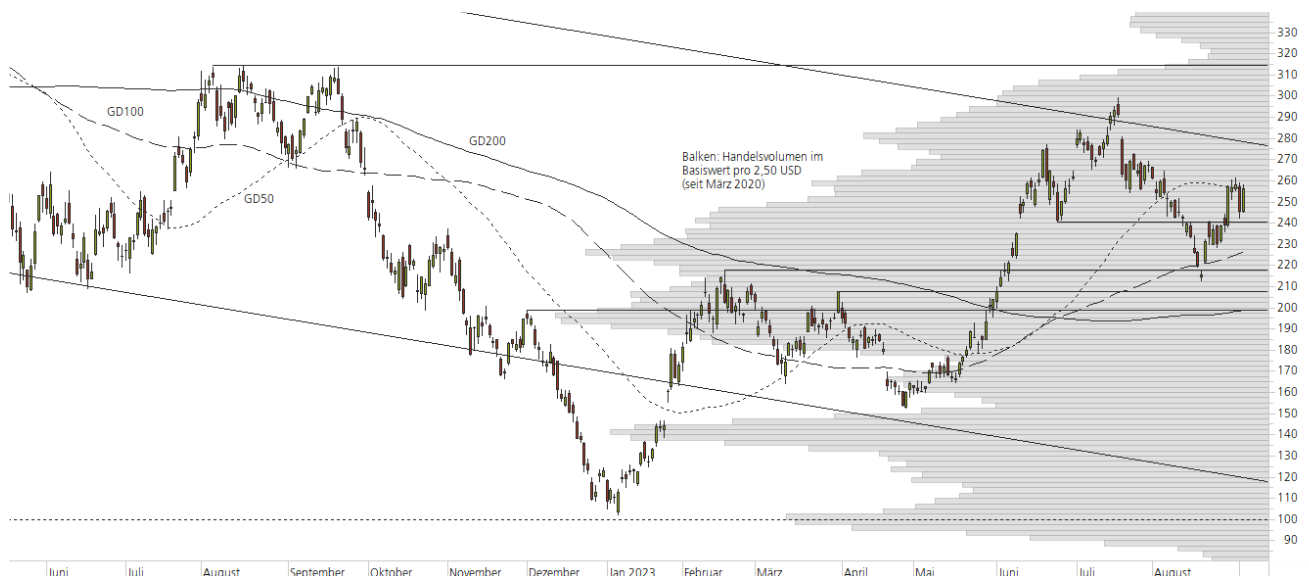 GD100
GD50
GD200
Balken: Handelsvolumen im
Basiswert pro 2,50 USD
(seit März 2020)
330
320
310
300
290
280
270
260
250
240
230
220
210
200
190
180
170
160
150
140
130
120
110
100
90
Juni
Juli
August
September
Oktober
November
Dezember
Jan 2023
Februar
März
April
Mai
Juni
Juli
August